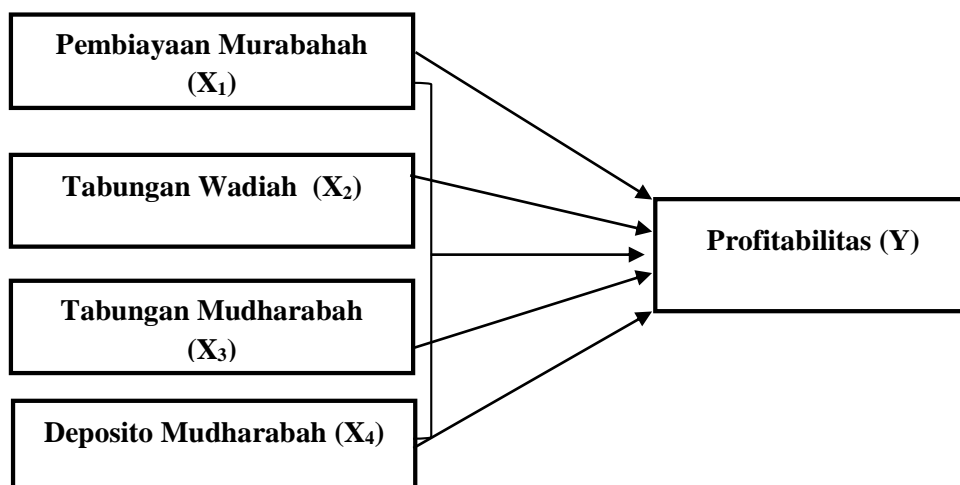 Pembiayaan Murabahah
(X₁)
Tabungan Wadiah (X₂)
Profitabilitas (Y)
Tabungan Mudharabah
(X₃)
Deposito Mudharabah (X₄)